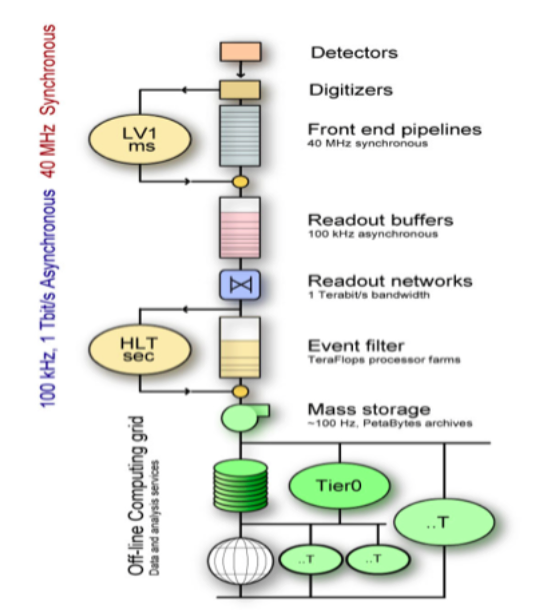 40 MHz Synchronous
100 kHz, 1 Tbit/s Asynchronous
Detectors
Digitizers
LV1
ms
Front end pipelines
40 MHz synchronous
Readout buffers
100 kHz asynchronous
Readout networks
1 Terabit/s bandwidth
HLT
sec
Event filter
TeraFlops processor farms
Mass storage
~100 Hz, PetaBytes archives
Off-line Computing grid
Data and analysis services
Tier0
..T
..T
..T